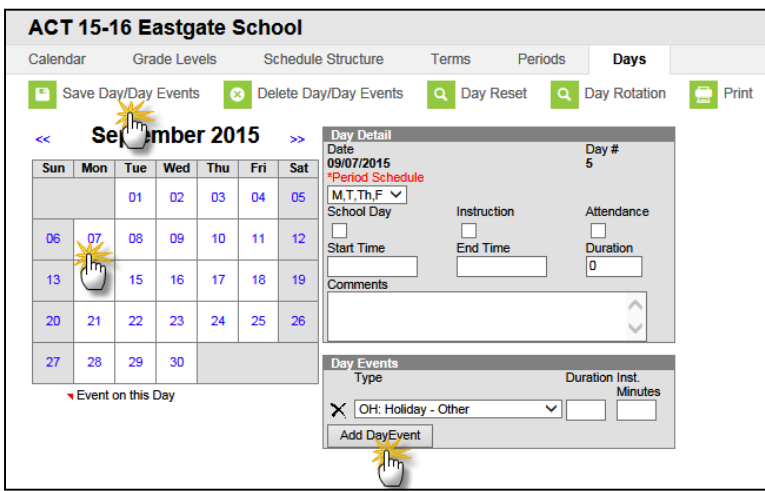 ACT 15-16 Eastgate School
Calendar Grade Levels Schedule Structure Terms Periods Days
Save Day/Day Events Delete Day/Day Events Day Reset Day Rotation Print
<< September 2015 >>
Sun Mon Tue Wed Thu Fri Sat
01 02 03 04 05
06 07 08 09 10 11 12
13 15 16 17 18 19
20 21 22 23 24 25 26
27 28 29 30
Event on this Day
Day Detail
Date Day #
09/07/2015 5
*Period Schedule
M,T,Th,F
School Day Instruction Attendance
Start Time End Time Duration
0
Comments
Day Events
Type Duration Inst.
Minutes
X OH: Holiday - Other
Add DayEvent